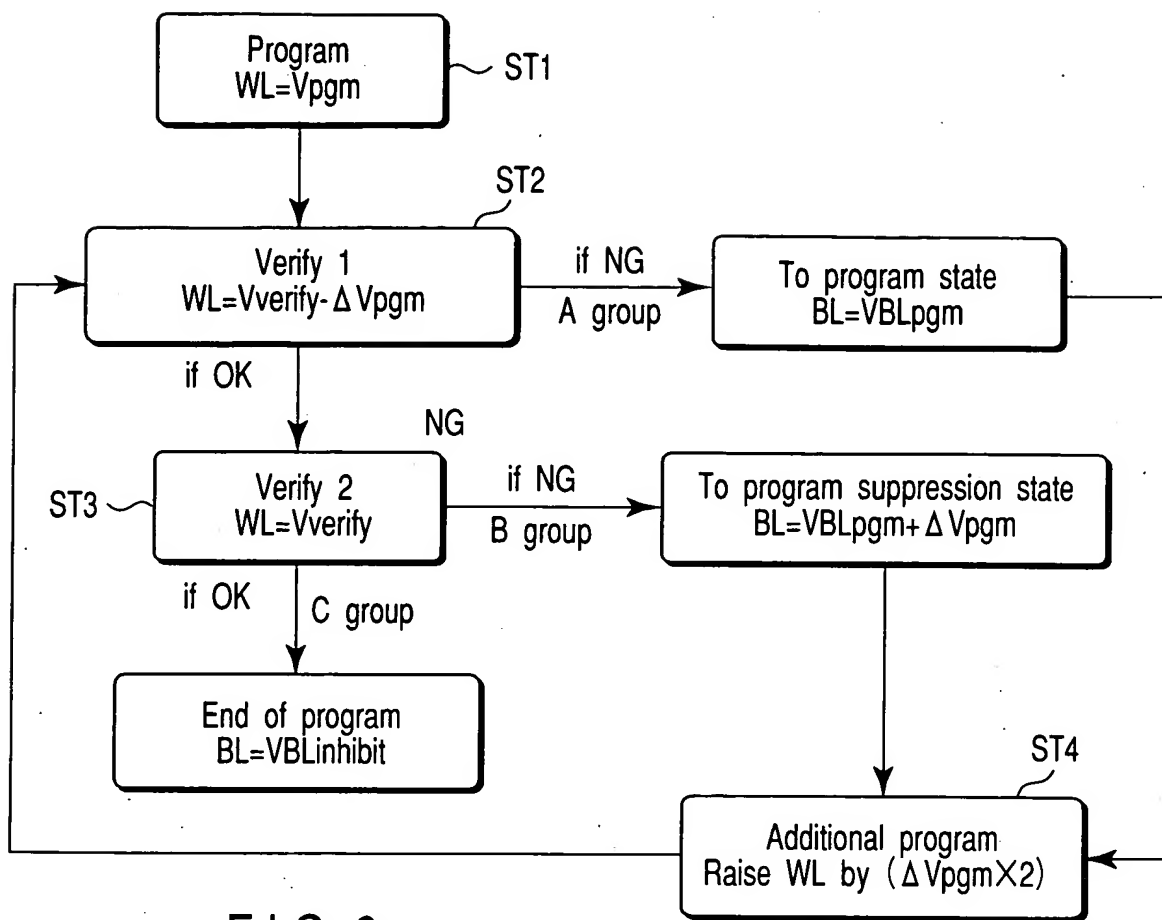 Program
WL=Vpgm
ST1
ST2
Verify 1
WL=Vverify-ΔVpgm
if NG
A group
To program state
BL=VBLpgm
if OK
NG
ST3
Verify 2
WL=Vverify
if NG
B group
To program suppression state
BL=VBLpgm+ΔVpgm
if OK
C group
End of program
BL=VBLinhibit
ST4
Additional program
Raise WL by (ΔVpgm×2)